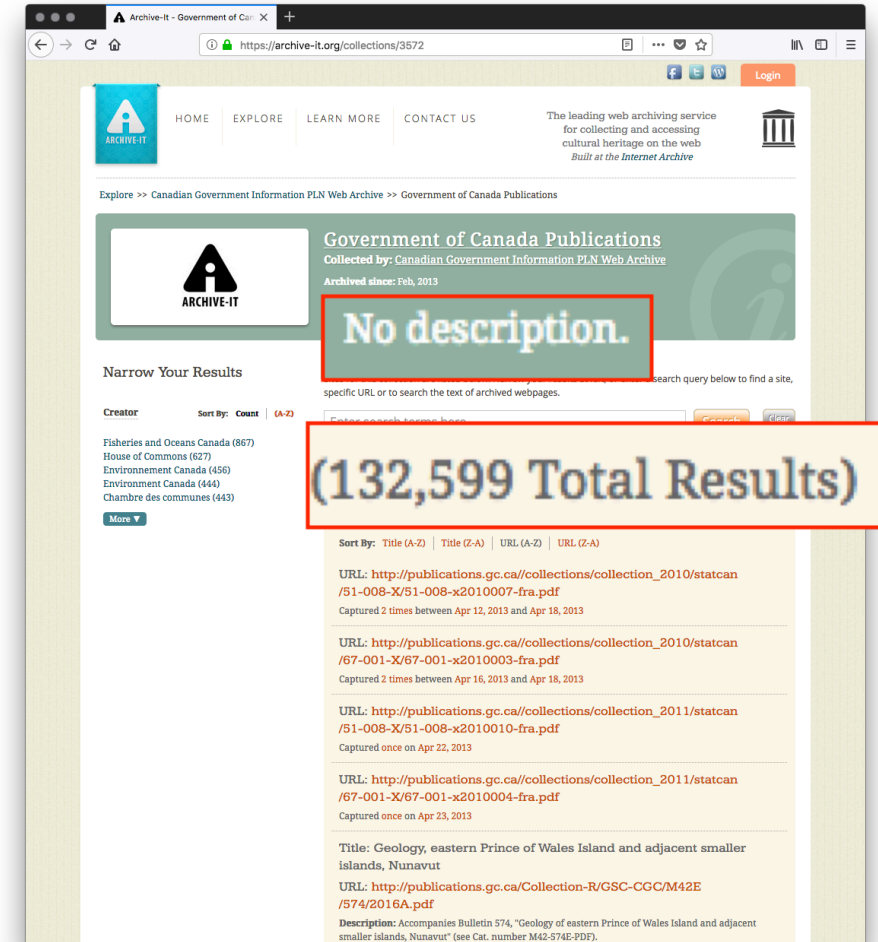 Archive-It - Government of Can
https://archive-it.org/collections/3572
Login
ARCHIVE-IT
HOME EXPLORE LEARN MORE CONTACT US
The leading web archiving service
for collecting and accessing
cultural heritage on the web
Built at the Internet Archive
Explore >> Canadian Government Information PLN Web Archive >> Government of Canada Publications
ARCHIVE-IT
Government of Canada Publications
Collected by: Canadian Government Information PLN Web Archive
Archived since: Feb, 2013
No description.
Narrow Your Results
Creator Sort By: Count (A-Z)
Fisheries and Oceans Canada (867)
House of Commons (627)
Environnement Canada (456)
Environment Canada (444)
Chambre des communes (443)
More ▼
search query below to find a site,
specific URL or to search the text of archived webpages.
Enter search terms here
Search Clear
(132,599 Total Results)
Sort By: Title (A-Z) Title (Z-A) URL (A-Z) URL (Z-A)
URL: http://publications.gc.ca//collections/collection_2010/statcan
/51-008-X/51-008-x2010007-fra.pdf
Captured 2 times between Apr 12, 2013 and Apr 18, 2013
URL: http://publications.gc.ca//collections/collection_2010/statcan
/67-001-X/67-001-x2010003-fra.pdf
Captured 2 times between Apr 16, 2013 and Apr 18, 2013
URL: http://publications.gc.ca//collections/collection_2011/statcan
/51-008-X/51-008-x2010010-fra.pdf
Captured once on Apr 22, 2013
URL: http://publications.gc.ca//collections/collection_2011/statcan
/67-001-X/67-001-x2010004-fra.pdf
Captured once on Apr 23, 2013
Title: Geology, eastern Prince of Wales Island and adjacent smaller
islands, Nunavut
URL: http://publications.gc.ca/Collection-R/GSC-CGC/M42E
/574/2016A.pdf
Description: Accompanies Bulletin 574, "Geology of eastern Prince of Wales Island and adjacent
smaller islands, Nunavut" (see Cat. number M42-574E-PDF).